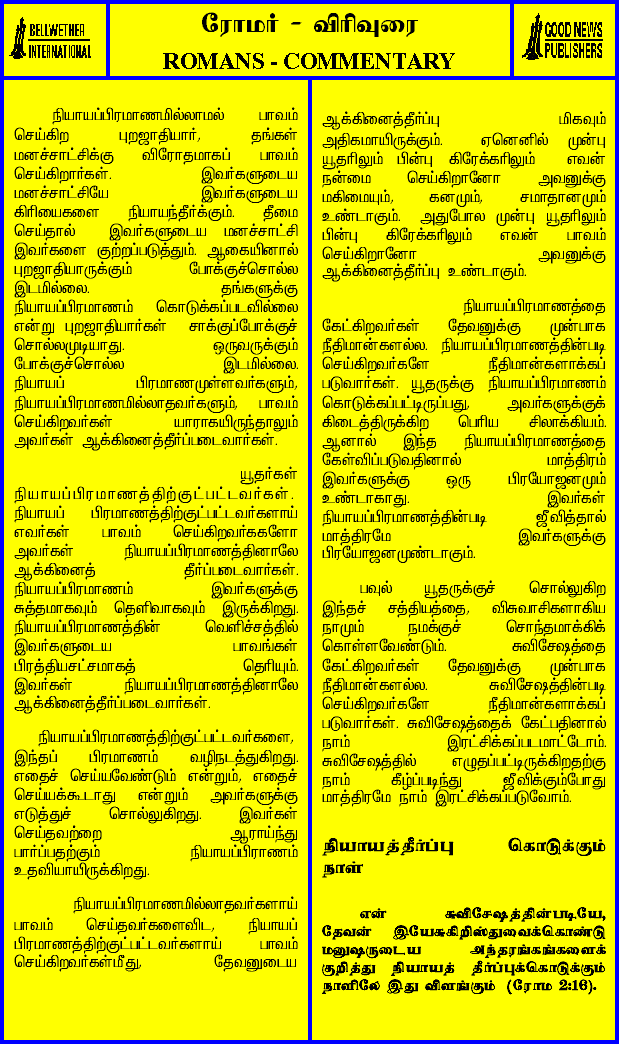 BELLWETHER
INTERNATIONAL
ரோமர் - விரிவுரை
ROMANS - COMMENTARY
GOOD NEWS
PUBLISHERS
நியாயப்பிரமாணமில்லாமல் பாவம்
செய்கிற புறஜாதியார், தங்கள்
மனச்சாட்சிக்கு விரோதமாகப் பாவம்
செய்கிறார்கள். இவர்களுடைய
மனச்சாட்சியே இவர்களுடைய
கிரியைகளை நியாயந்தீர்க்கும். தீமை
செய்தால் இவர்களுடைய மனச்சாட்சி
இவர்களை குற்றப்படுத்தும். ஆகையினால்
புறஜாதியாருக்கும் போக்குச்சொல்ல
இடமில்லை. தங்களுக்கு
நியாயப்பிரமாணம் கொடுக்கப்படவில்லை
என்று புறஜாதியார்கள் சாக்குப்போக்குச்
சொல்லமுடியாது. ஒருவருக்கும்
போக்குச்சொல்ல இடமில்லை.
நியாயப் பிரமாணமுள்ளவர்களும்,
நியாயப்பிரமாணமில்லாதவர்களும், பாவம்
செய்கிறவர்கள் யாராகயிருந்தாலும்
அவர்கள் ஆக்கினைத்தீர்ப்படைவார்கள்.
யூதர்கள்
நியாயப்பிரமாணத்திற்குட்பட்டவர்கள்.
நியாயப் பிரமாணத்திற்குட்பட்டவர்களாய்
எவர்கள் பாவம் செய்கிறவர்ககளோ
அவர்கள் நியாயப்பிரமாணத்தினாலே
ஆக்கினைத் தீர்ப்படைவார்கள்.
நியாயப்பிரமாணம் இவர்களுக்கு
சுத்தமாகவும் தெளிவாகவும் இருக்கிறது.
நியாயப்பிரமாணத்தின் வெளிச்சத்தில்
இவர்களுடைய பாவங்கள்
பிரத்தியசட்சமாகத் தெரியும்.
இவர்கள் நியாயப்பிரமாணத்தினாலே
ஆக்கினைத்தீர்ப்படைவார்கள்.
நியாயப்பிரமாணத்திற்குட்பட்டவர்களை,
இந்தப் பிரமாணம் வழிநடத்துகிறது.
எதைச் செய்யவேண்டும் என்றும், எதைச்
செய்யக்கூடாது என்றும் அவர்களுக்கு
எடுத்துச் சொல்லுகிறது. இவர்கள்
செய்தவற்றை ஆராய்ந்து
பார்ப்பதற்கும் நியாயப்பிராணம்
உதவியாயிருக்கிறது.
நியாயப்பிரமாணமில்லாதவர்களாய்
பாவம் செய்தவர்களைவிட, நியாயப்
பிரமாணத்திற்குட்பட்டவர்களாய் பாவம்
செய்கிறவர்கள்மீது, தேவனுடைய
ஆக்கினைத்தீர்ப்பு மிகவும்
அதிகமாயிருக்கும். ஏனெனில் முன்பு
யூதரிலும் பின்பு கிரேக்கரிலும் எவன்
நன்மை செய்கிறானோ அவனுக்கு
மகிமையும், கனமும், சமாதானமும்
உண்டாகும். அதுபோல முன்பு யூதரிலும்
பின்பு கிரேக்கரிலும் எவன் பாவம்
செய்கிறானோ அவனுக்கு
ஆக்கினைத்தீர்ப்பு உண்டாகும்.
நியாயப்பிரமாணத்தை
கேட்கிறவர்கள் தேவனுக்கு முன்பாக
நீதிமான்களல்ல. நியாயப்பிரமாணத்தின்படி
செய்கிறவர்களே நீதிமான்களாக்கப்
படுவார்கள். யூதருக்கு நியாயப்பிரமாணம்
கொடுக்கப்பட்டிருப்பது, அவர்களுக்குக்
கிடைத்திருக்கிற பெரிய சிலாக்கியம்.
ஆனால் இந்த நியாயப்பிரமாணத்தை
கேள்விப்படுவதினால் மாத்திரம்
இவர்களுக்கு ஒரு பிரயோஜனமும்
உண்டாகாது. இவர்கள்
நியாயப்பிரமாணத்தின்படி ஜீவித்தால்
மாத்திரமே இவர்களுக்கு
பிரயோஜனமுண்டாகும்.
பவுல் யூதருக்குச் சொல்லுகிற
இந்தச் சத்தியத்தை, விசுவாசிகளாகிய
நாமும் நமக்குச் சொந்தமாக்கிக்
கொள்ளவேண்டும். சுவிசேஷத்தை
கேட்கிறவர்கள் தேவனுக்கு முன்பாக
நீதிமான்களல்ல. சுவிசேஷத்தின்படி
செய்கிறவர்களே நீதிமான்களாக்கப்
படுவார்கள். சுவிசேஷத்தைக் கேட்பதினால்
நாம் இரட்சிக்கப்படமாட்டோம்.
சுவிசேஷத்தில் எழுதப்பட்டிருக்கிறதற்கு
நாம் கீழ்ப்படிந்து ஜீவிக்கும்போது
மாத்திரமே நாம் இரட்சிக்கப்படுவோம்.
நியாயத்தீர்ப்பு கொடுக்கும்
நாள்
என் சுவிசேஷத்தின்படியே,
தேவன் இயேசுகிறிஸ்துவைக்கொண்டு
மனுஷருடைய அந்தரங்கங்களைக்
குறித்து நியாயத் தீர்ப்புக்கொடுக்கும்
நாளிலே இது விளங்கும் (ரோம 2:16).